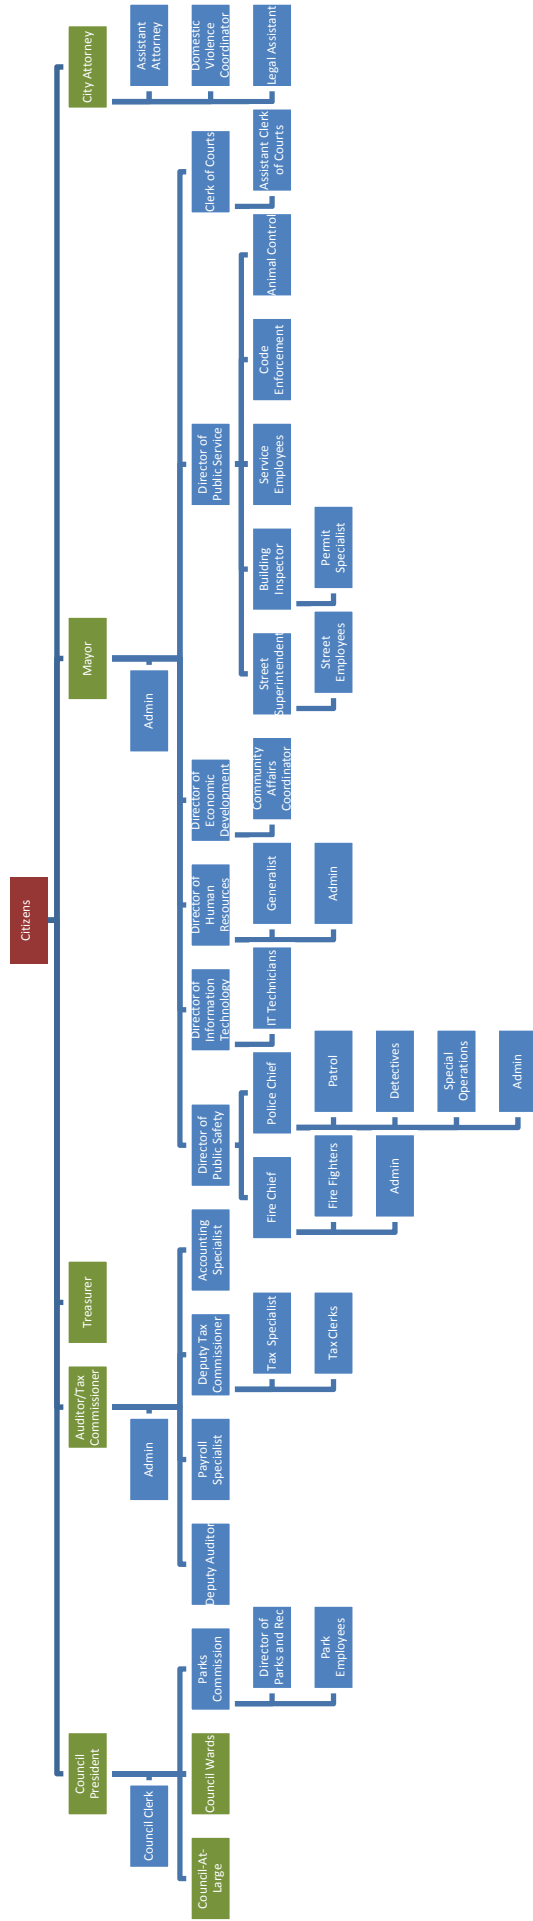 Citizens
Council
President
Auditor/Tax
Commissioner
Treasurer
Mayor
City Attorney
Council Clerk
Council-At-
Large
Council Wards
Parks
Commission
Director of
Parks and Rec
Park
Employees
Admin
Deputy Auditor
Payroll
Specialist
Deputy Tax
Commissioner
Tax Specialist
Tax Clerks
Accounting
Specialist
Admin
Director of
Public Safety
Fire Chief
Fire Fighters
Admin
Police Chief
Patrol
Detectives
Special
Operations
Admin
Director of
Information
Technology
IT Technicians
Director of
Human
Resources
Generalist
Admin
Director of
Economic
Development
Community
Affairs
Coordinator
Director of
Public Service
Street
Superintendent
Street
Employees
Building
Inspector
Permit
Specialist
Service
Employees
Code
Enforcement
Animal Control
Clerk of Courts
Assistant Clerk
of Courts
Assistant
Attorney
Domestic
Violence
Coordinator
Legal Assistant